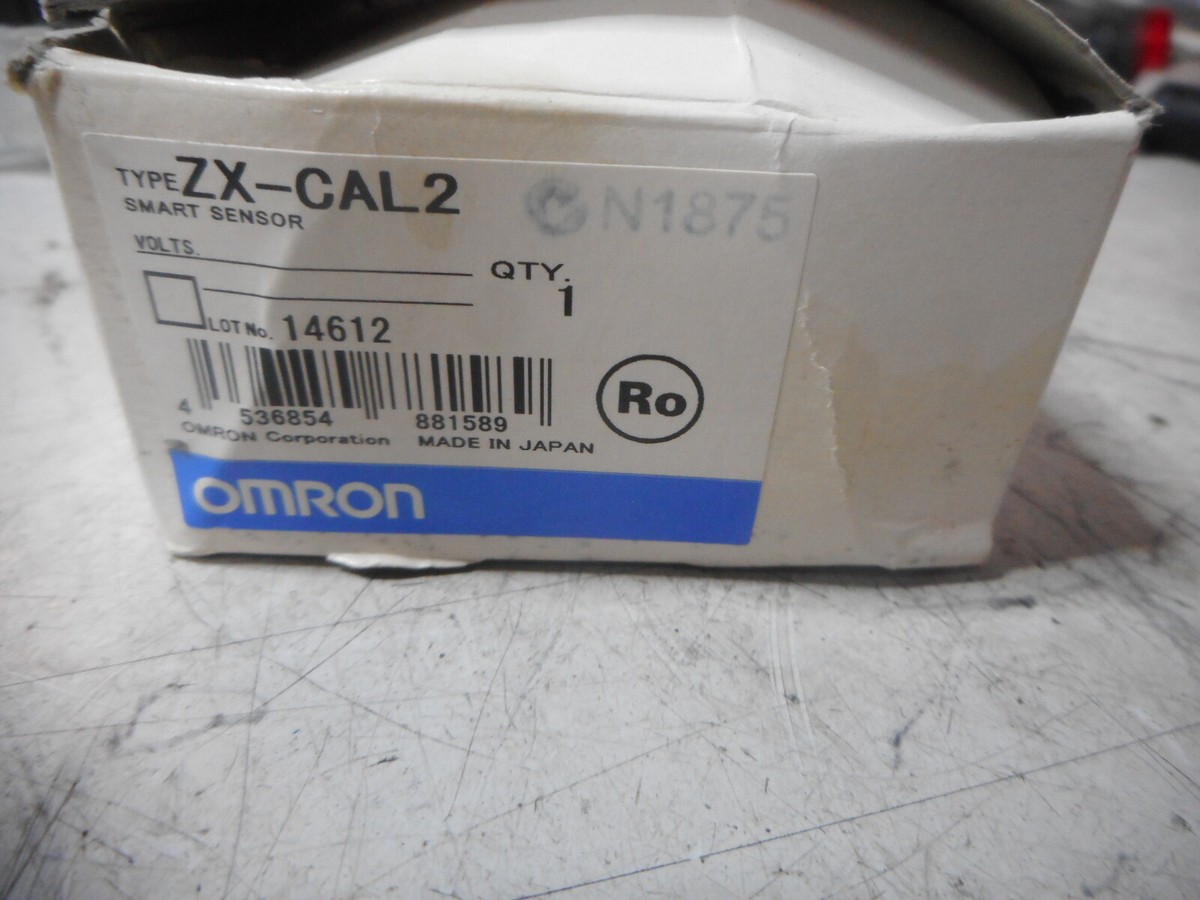 TYPE ZX-CAL2
SMART SENSOR
N1875
VOLTS.
QTY.
1
LOT No. 14612
4 536854 881589
Ro
OMRON Corporation MADE IN JAPAN
OMRON